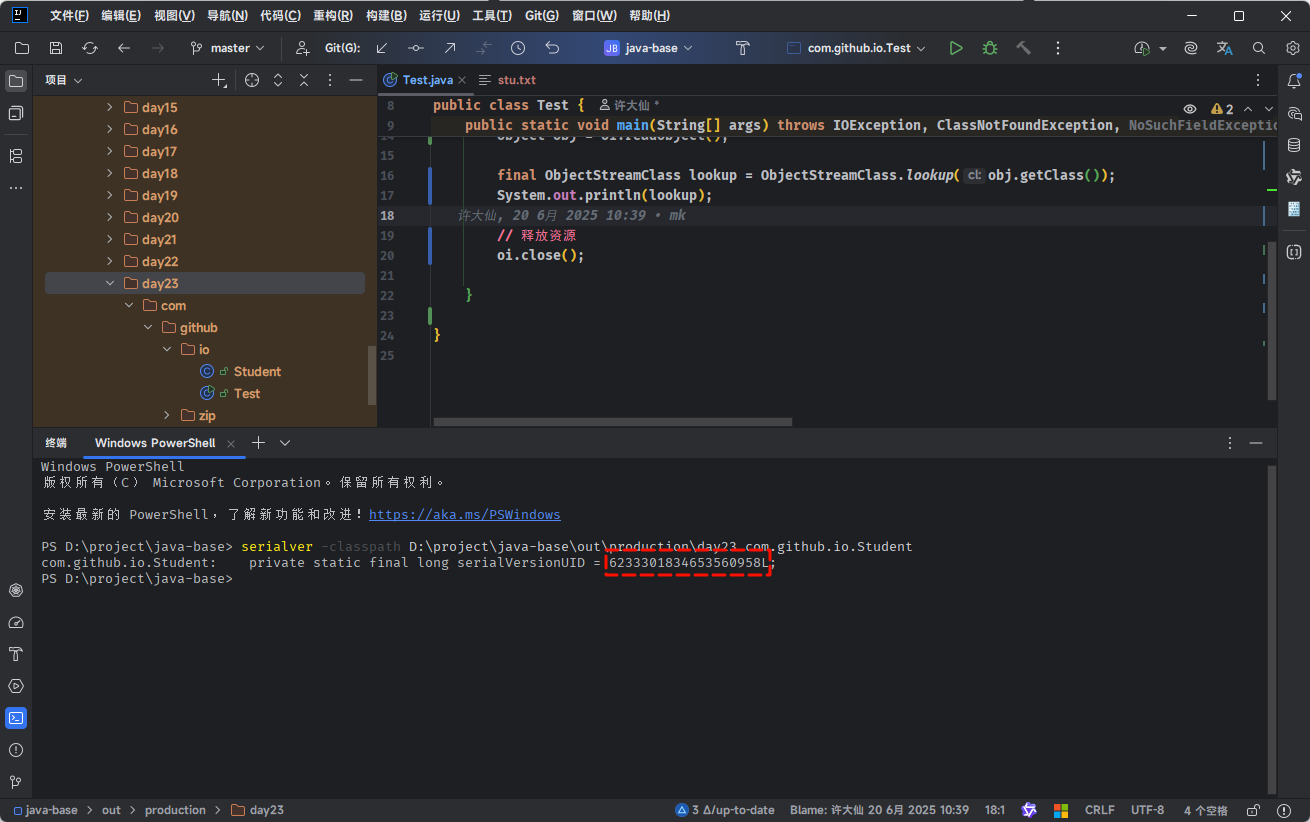 文件(F) 编辑(E) 视图(V) 导航(N) 代码(C) 重构(R) 构建(B) 运行(U) 工具(T) Git(G) 窗口(W) 帮助(H)
master Git(G): JB java-base com.github.io.Test
项目
Test.java stu.txt
8 public class Test { 许大仙 *
9 public static void main(String[] args) throws IOException, ClassNotFoundException, NoSuchFieldExceptio
2
14 Object obj = oi.readObject();
15
16 final ObjectStreamClass lookup = ObjectStreamClass.lookup( cl: obj.getClass());
17 System.out.println(lookup);
18 许大仙, 20 6月 2025 10:39 • mk
19 // 释放资源
20 oi.close();
21
22 }
23
24 }
25
day15
day16
day17
day18
day19
day20
day21
day22
day23
com
github
io
Student
Test
zip
终端 Windows PowerShell
Windows PowerShell
版权所有（C） Microsoft Corporation。保留所有权利。
安装最新的 PowerShell，了解新功能和改进！https://aka.ms/PSWindows
PS D:\project\java-base> serialver -classpath D:\project\java-base\out\production\day23 com.github.io.Student
com.github.io.Student:    private static final long serialVersionUID = 6233301834653560958L;
PS D:\project\java-base>
java-base > out > production > day23 3 Δ/up-to-date Blame: 许大仙 20 6月 2025 10:39 18:1 CRLF UTF-8 4 个空格